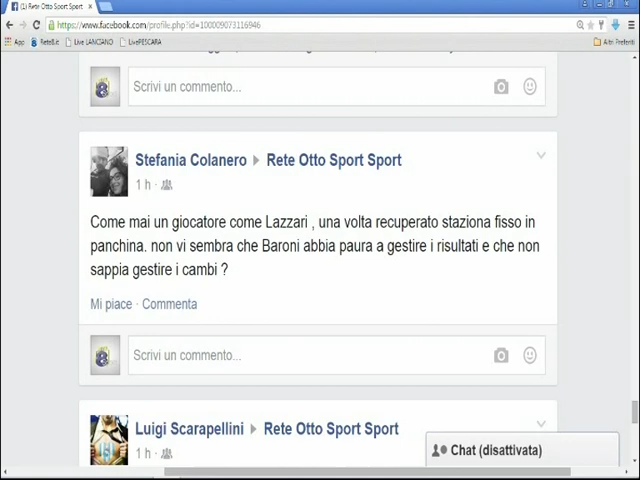 (1) Rete Otto Sport Sport
https://www.facebook.com/profile.php?id=100009073116946
App Rete8.it Live LANCIANO LivePESCARA Altri Preferiti
Scrivi un commento...
Stefania Colanero Rete Otto Sport Sport
1 h ·
Come mai un giocatore come Lazzari , una volta recuperato staziona fisso in
panchina. non vi sembra che Baroni abbia paura a gestire i risultati e che non
sappia gestire i cambi ?
Mi piace · Commenta
Scrivi un commento...
Luigi Scarapellini Rete Otto Sport Sport
1 h ·
Chat (disattivata)